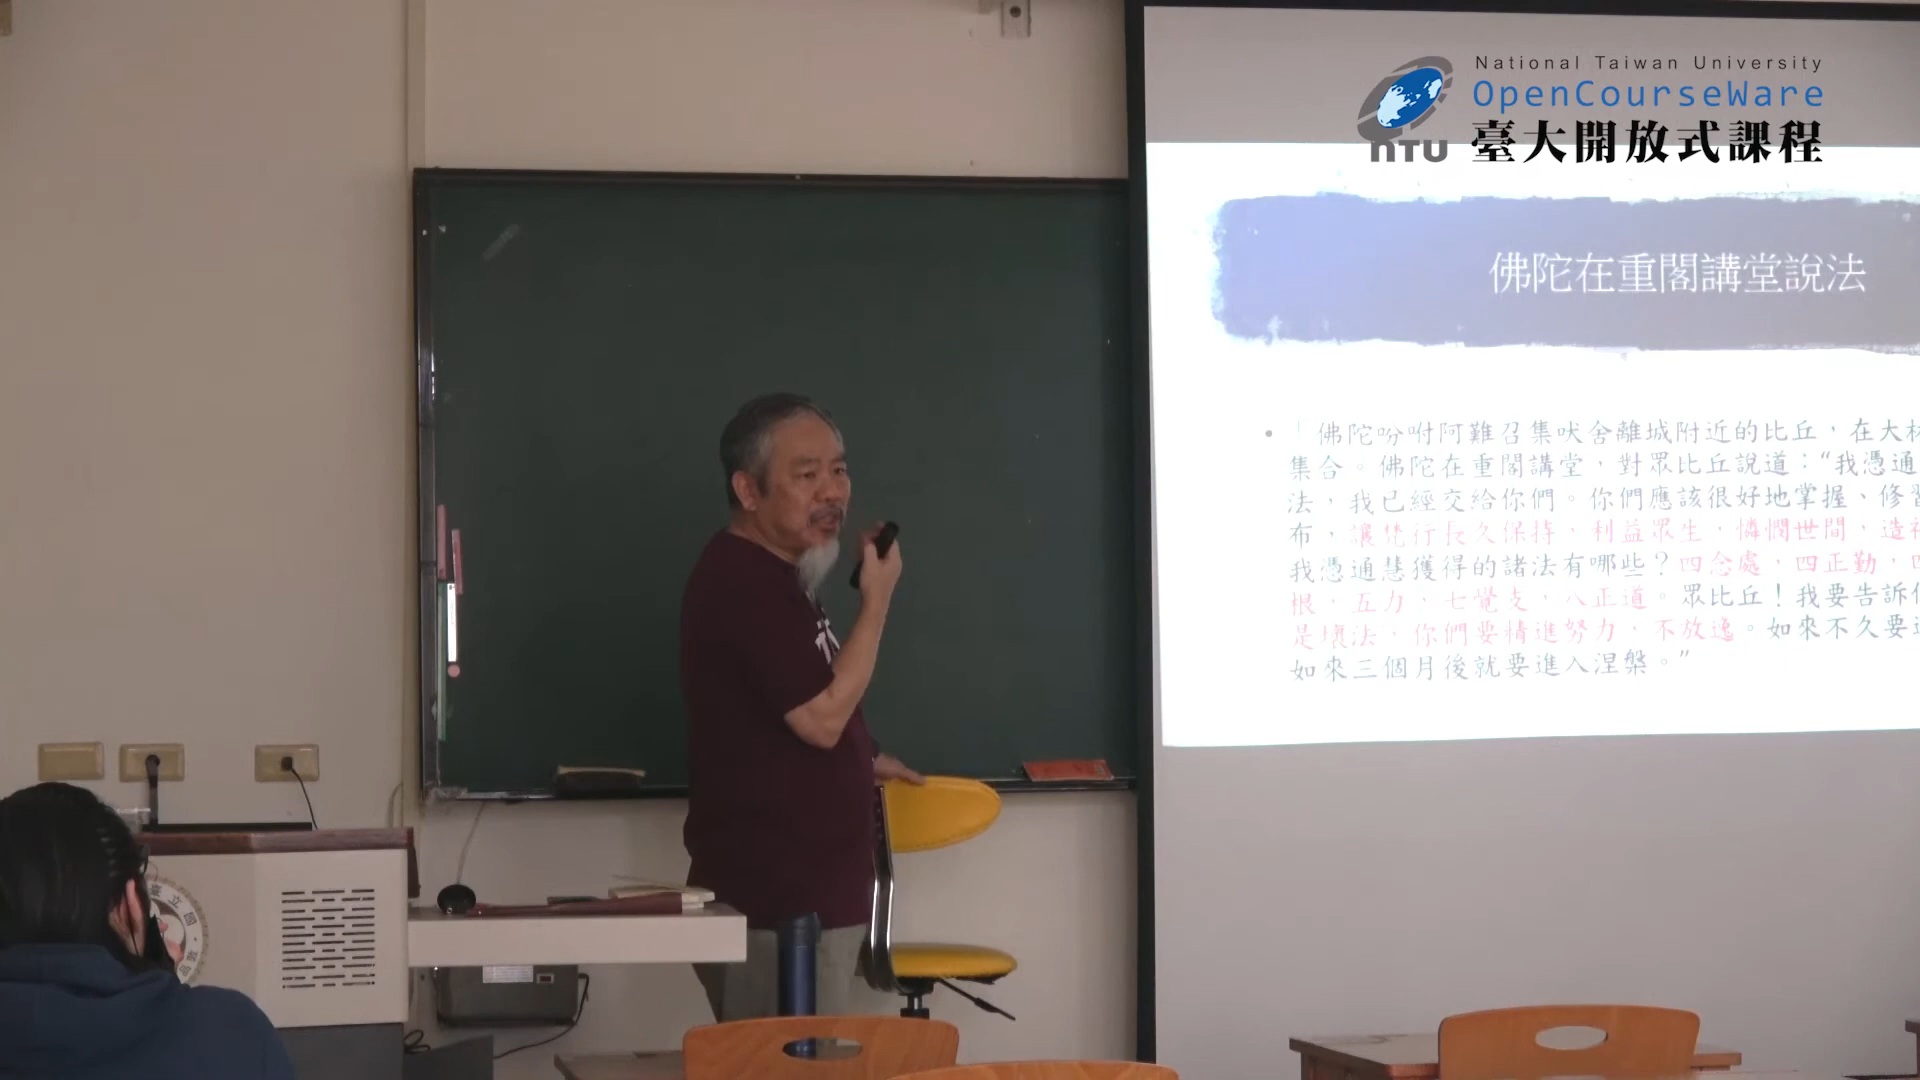 National Taiwan University
OpenCourseWare
NTU 臺大開放式課程
佛陀在重閣講堂說法
• 「佛陀吩咐阿難召集吠舍離城附近的比丘，在大林
集合。佛陀在重閣講堂，對眾比丘說道：“我憑通
法，我已經交給你們。你們應該很好地掌握、修習
布，讓梵行長久保持，利益眾生，憐憫世間，造福
我憑通慧獲得的諸法有哪些？四念處、四正勤，四
根，五力、七覺支，八正道。眾比丘！我要告訴你
是壞法，你們要精進努力，不放逸。如來不久要進
如來三個月後就要進入涅槃。”